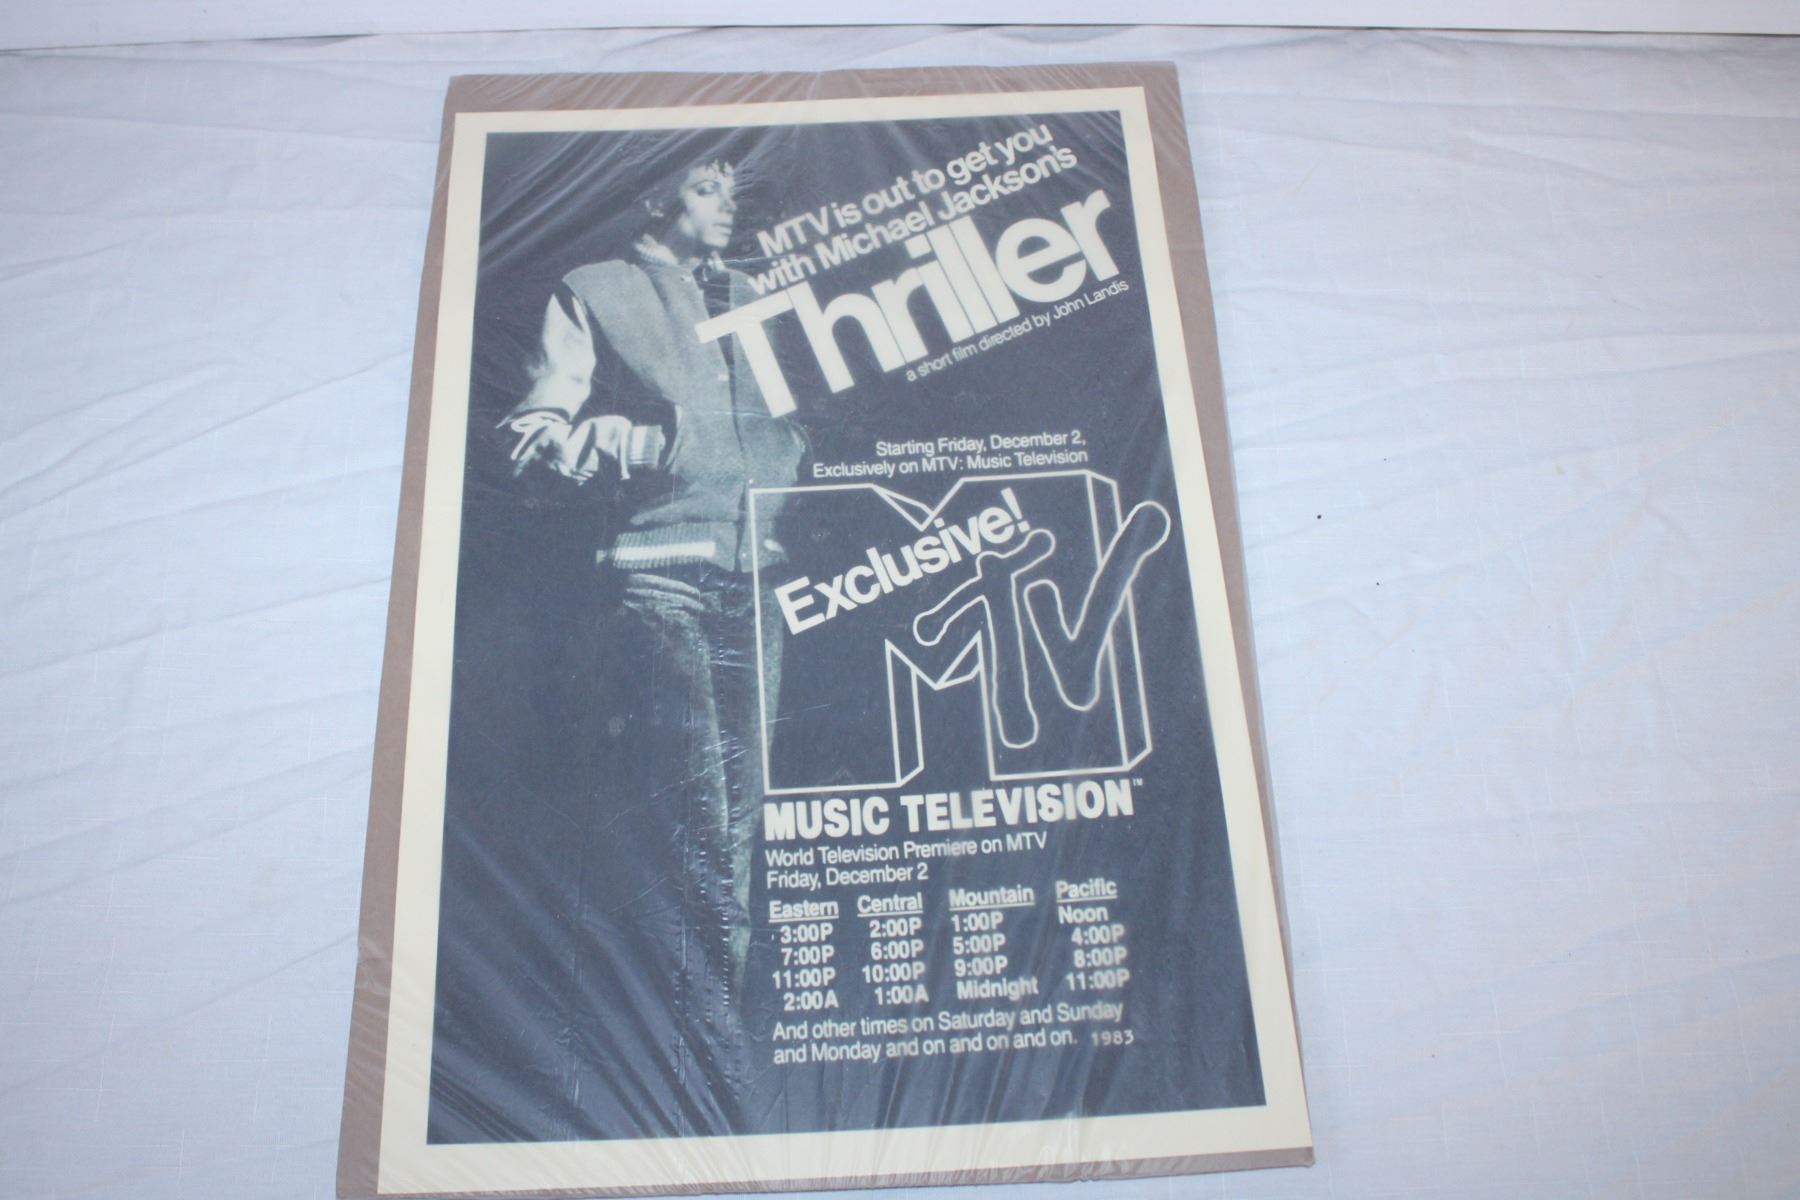 MTV is out to get you
with Michael Jackson's
Thriller
a short film directed by John Landis
Starting Friday, December 2,
Exclusively on MTV: Music Television
Exclusive!
MTV
MUSIC TELEVISION™
World Television Premiere on MTV
Friday, December 2
Eastern Central Mountain Pacific
3:00P 2:00P 1:00P Noon
7:00P 6:00P 5:00P 4:00P
11:00P 10:00P 9:00P 8:00P
2:00A 1:00A Midnight 11:00P
And other times on Saturday and Sunday
and Monday and on and on and on. 1983